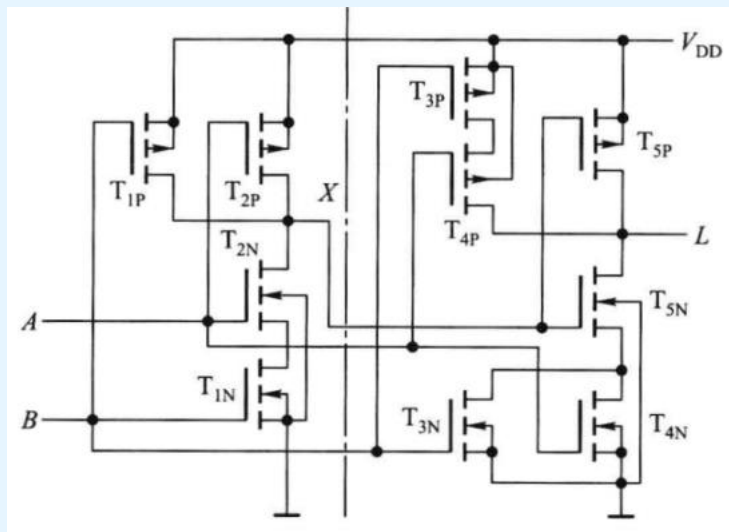 V_DD
T_3P
T_1P
T_2P
T_5P
X
T_4P
L
T_2N
T_5N
A
T_1N
B
T_3N
T_4N